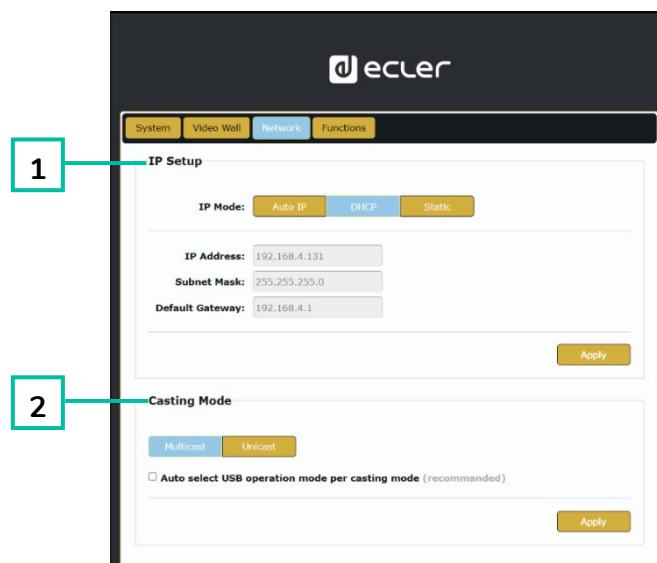 ecler
System Video Wall Network Functions
1
IP Setup
IP Mode: Auto IP DHCP Static
IP Address: 192.168.4.131
Subnet Mask: 255.255.255.0
Default Gateway: 192.168.4.1
Apply
2
Casting Mode
Multicast Unicast
Auto select USB operation mode per casting mode (recommanded)
Apply